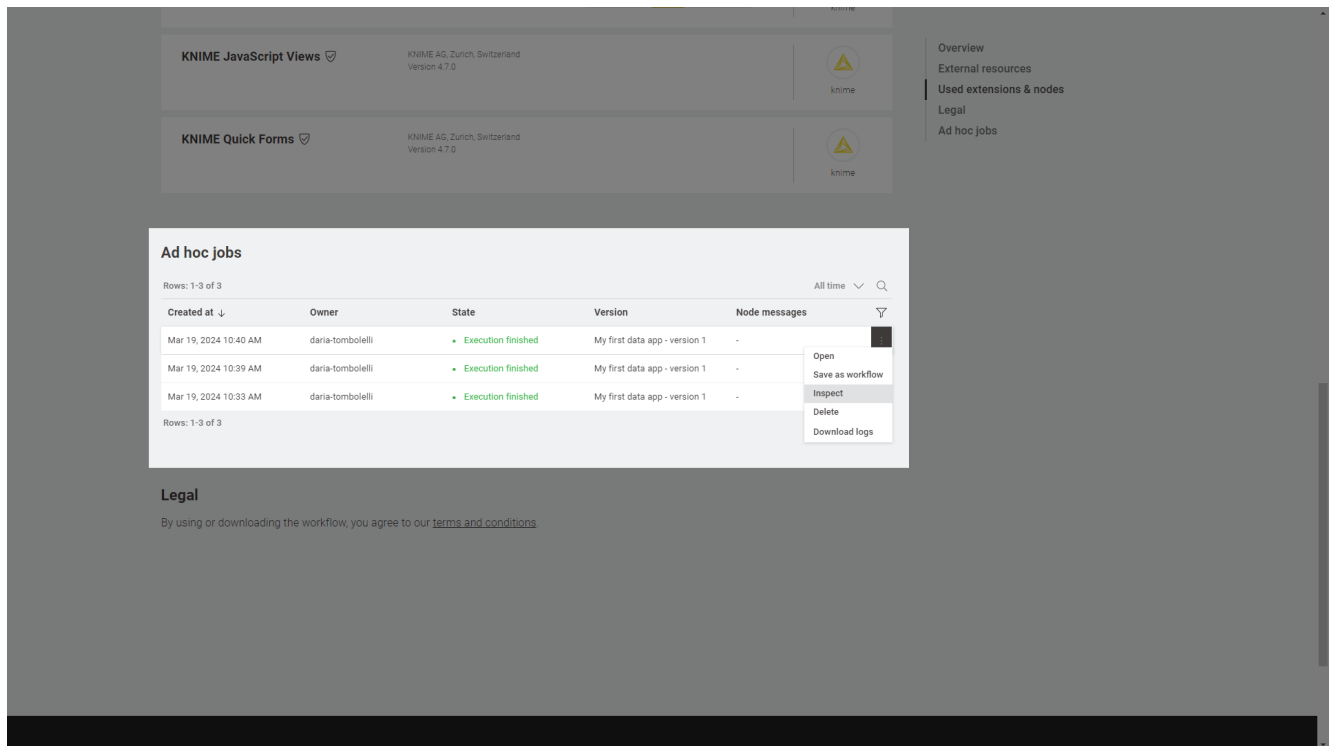 knime
KNIME JavaScript Views
KNIME AG, Zurich, Switzerland
Version 4.7.0
knime
KNIME Quick Forms
KNIME AG, Zurich, Switzerland
Version 4.7.0
knime
Overview
External resources
Used extensions & nodes
Legal
Ad hoc jobs
Ad hoc jobs
Rows: 1-3 of 3
All time
Created at ↓ Owner State Version Node messages
Mar 19, 2024 10:40 AM daria-tombolelli Execution finished My first data app - version 1 -
Mar 19, 2024 10:39 AM daria-tombolelli Execution finished My first data app - version 1 -
Mar 19, 2024 10:33 AM daria-tombolelli Execution finished My first data app - version 1 -
Rows: 1-3 of 3
Open
Save as workflow
Inspect
Delete
Download logs
Legal
By using or downloading the workflow, you agree to our terms and conditions.